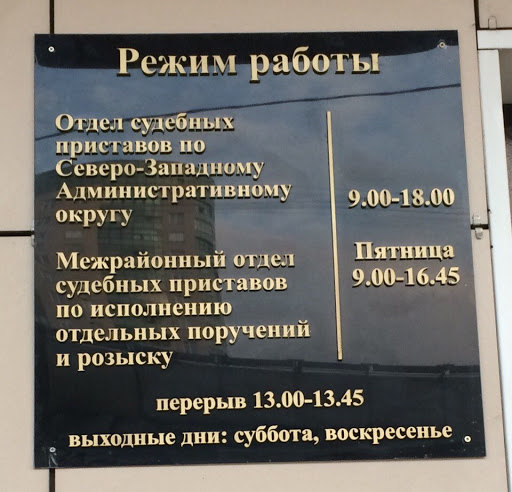 Режим работы
Отдел судебных
приставов по
Северо-Западному
Административному
округу
9.00-18.00
Межрайонный отдел
судебных приставов
по исполнению
отдельных поручений
и розыску
Пятница
9.00-16.45
перерыв 13.00-13.45
выходные дни: суббота, воскресенье